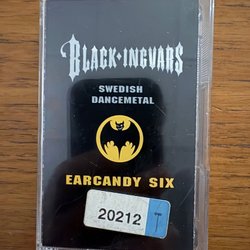 BLACK-INGVARS
SWEDISH
DANCEMETAL
EARCANDY SIX
20212 T